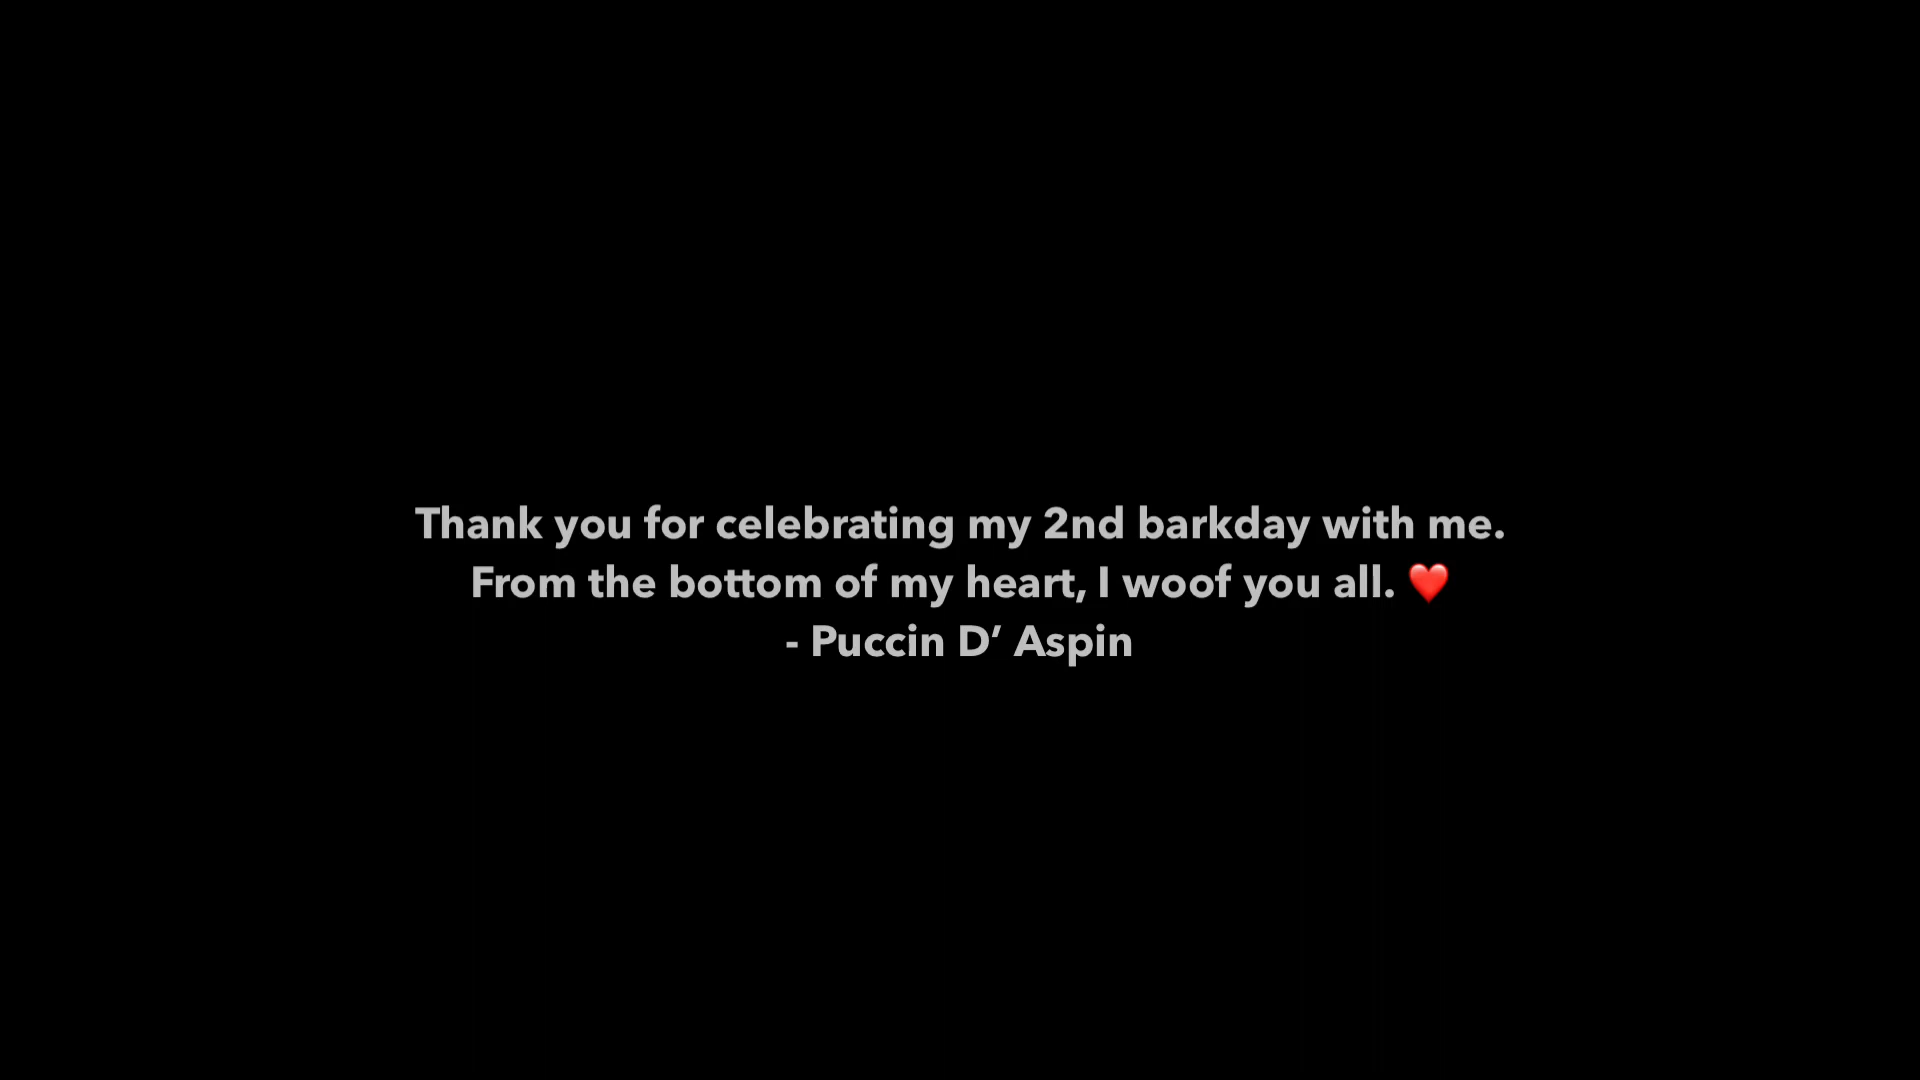 Thank you for celebrating my 2nd barkday with me.
From the bottom of my heart, I woof you all. ❤️
- Puccin D’ Aspin